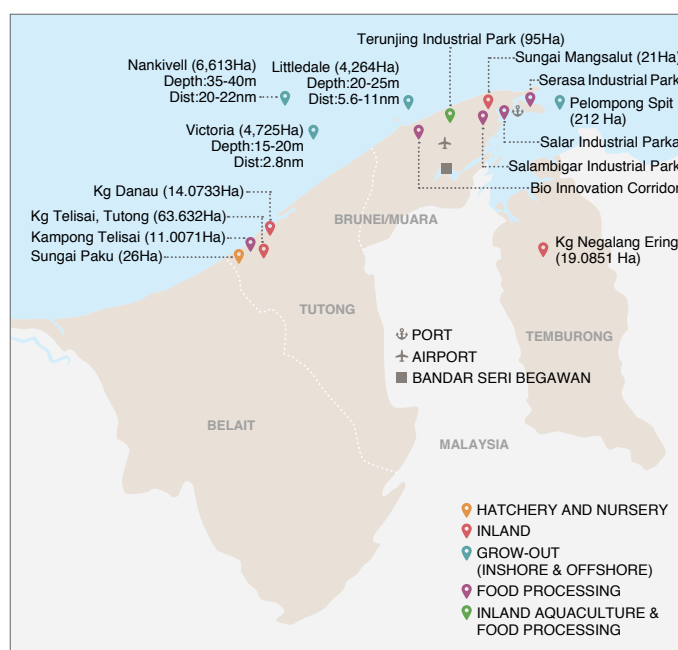 Terunjing Industrial Park (95Ha)
Nankivell (6,613Ha)
Depth:35-40m
Dist:20-22nm
Littledale (4,264Ha)
Depth:20-25m
Dist:5.6-11nm
Sungai Mangsalut (21Ha)
Serasa Industrial Park
Pelompong Spit
(212 Ha)
Victoria (4,725Ha)
Depth:15-20m
Dist:2.8nm
Salar Industrial Parka
Salambigar Industrial Park
Bio Innovation Corridor
Kg Danau (14.0733Ha)
Kg Telisai, Tutong (63.632Ha)
Kampong Telisai (11.0071Ha)
Sungai Paku (26Ha)
BRUNEI/MUARA
Kg Negalang Ering
(19.0851 Ha)
TUTONG
TEMBURONG
PORT
AIRPORT
BANDAR SERI BEGAWAN
BELAIT
MALAYSIA
HATCHERY AND NURSERY
INLAND
GROW-OUT
(INSHORE & OFFSHORE)
FOOD PROCESSING
INLAND AQUACULTURE &
FOOD PROCESSING